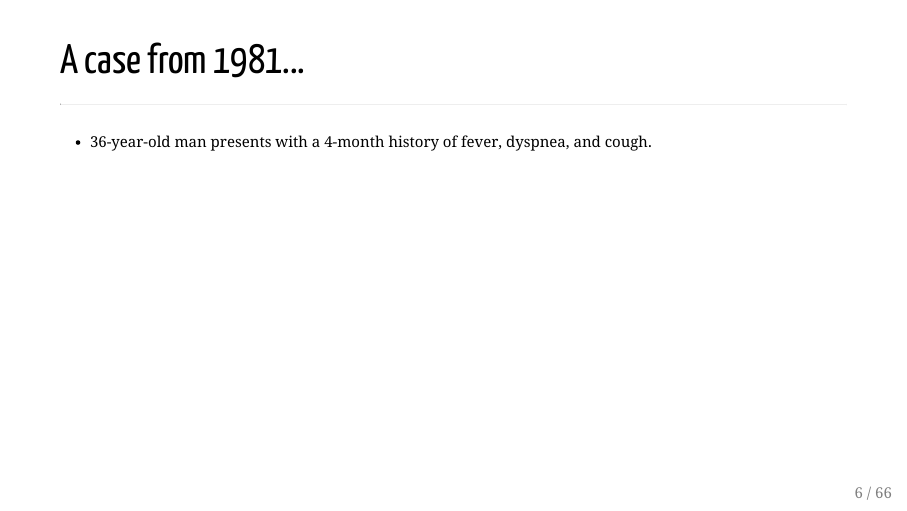 A case from 1981...
• 36-year-old man presents with a 4-month history of fever, dyspnea, and cough.
6 / 66